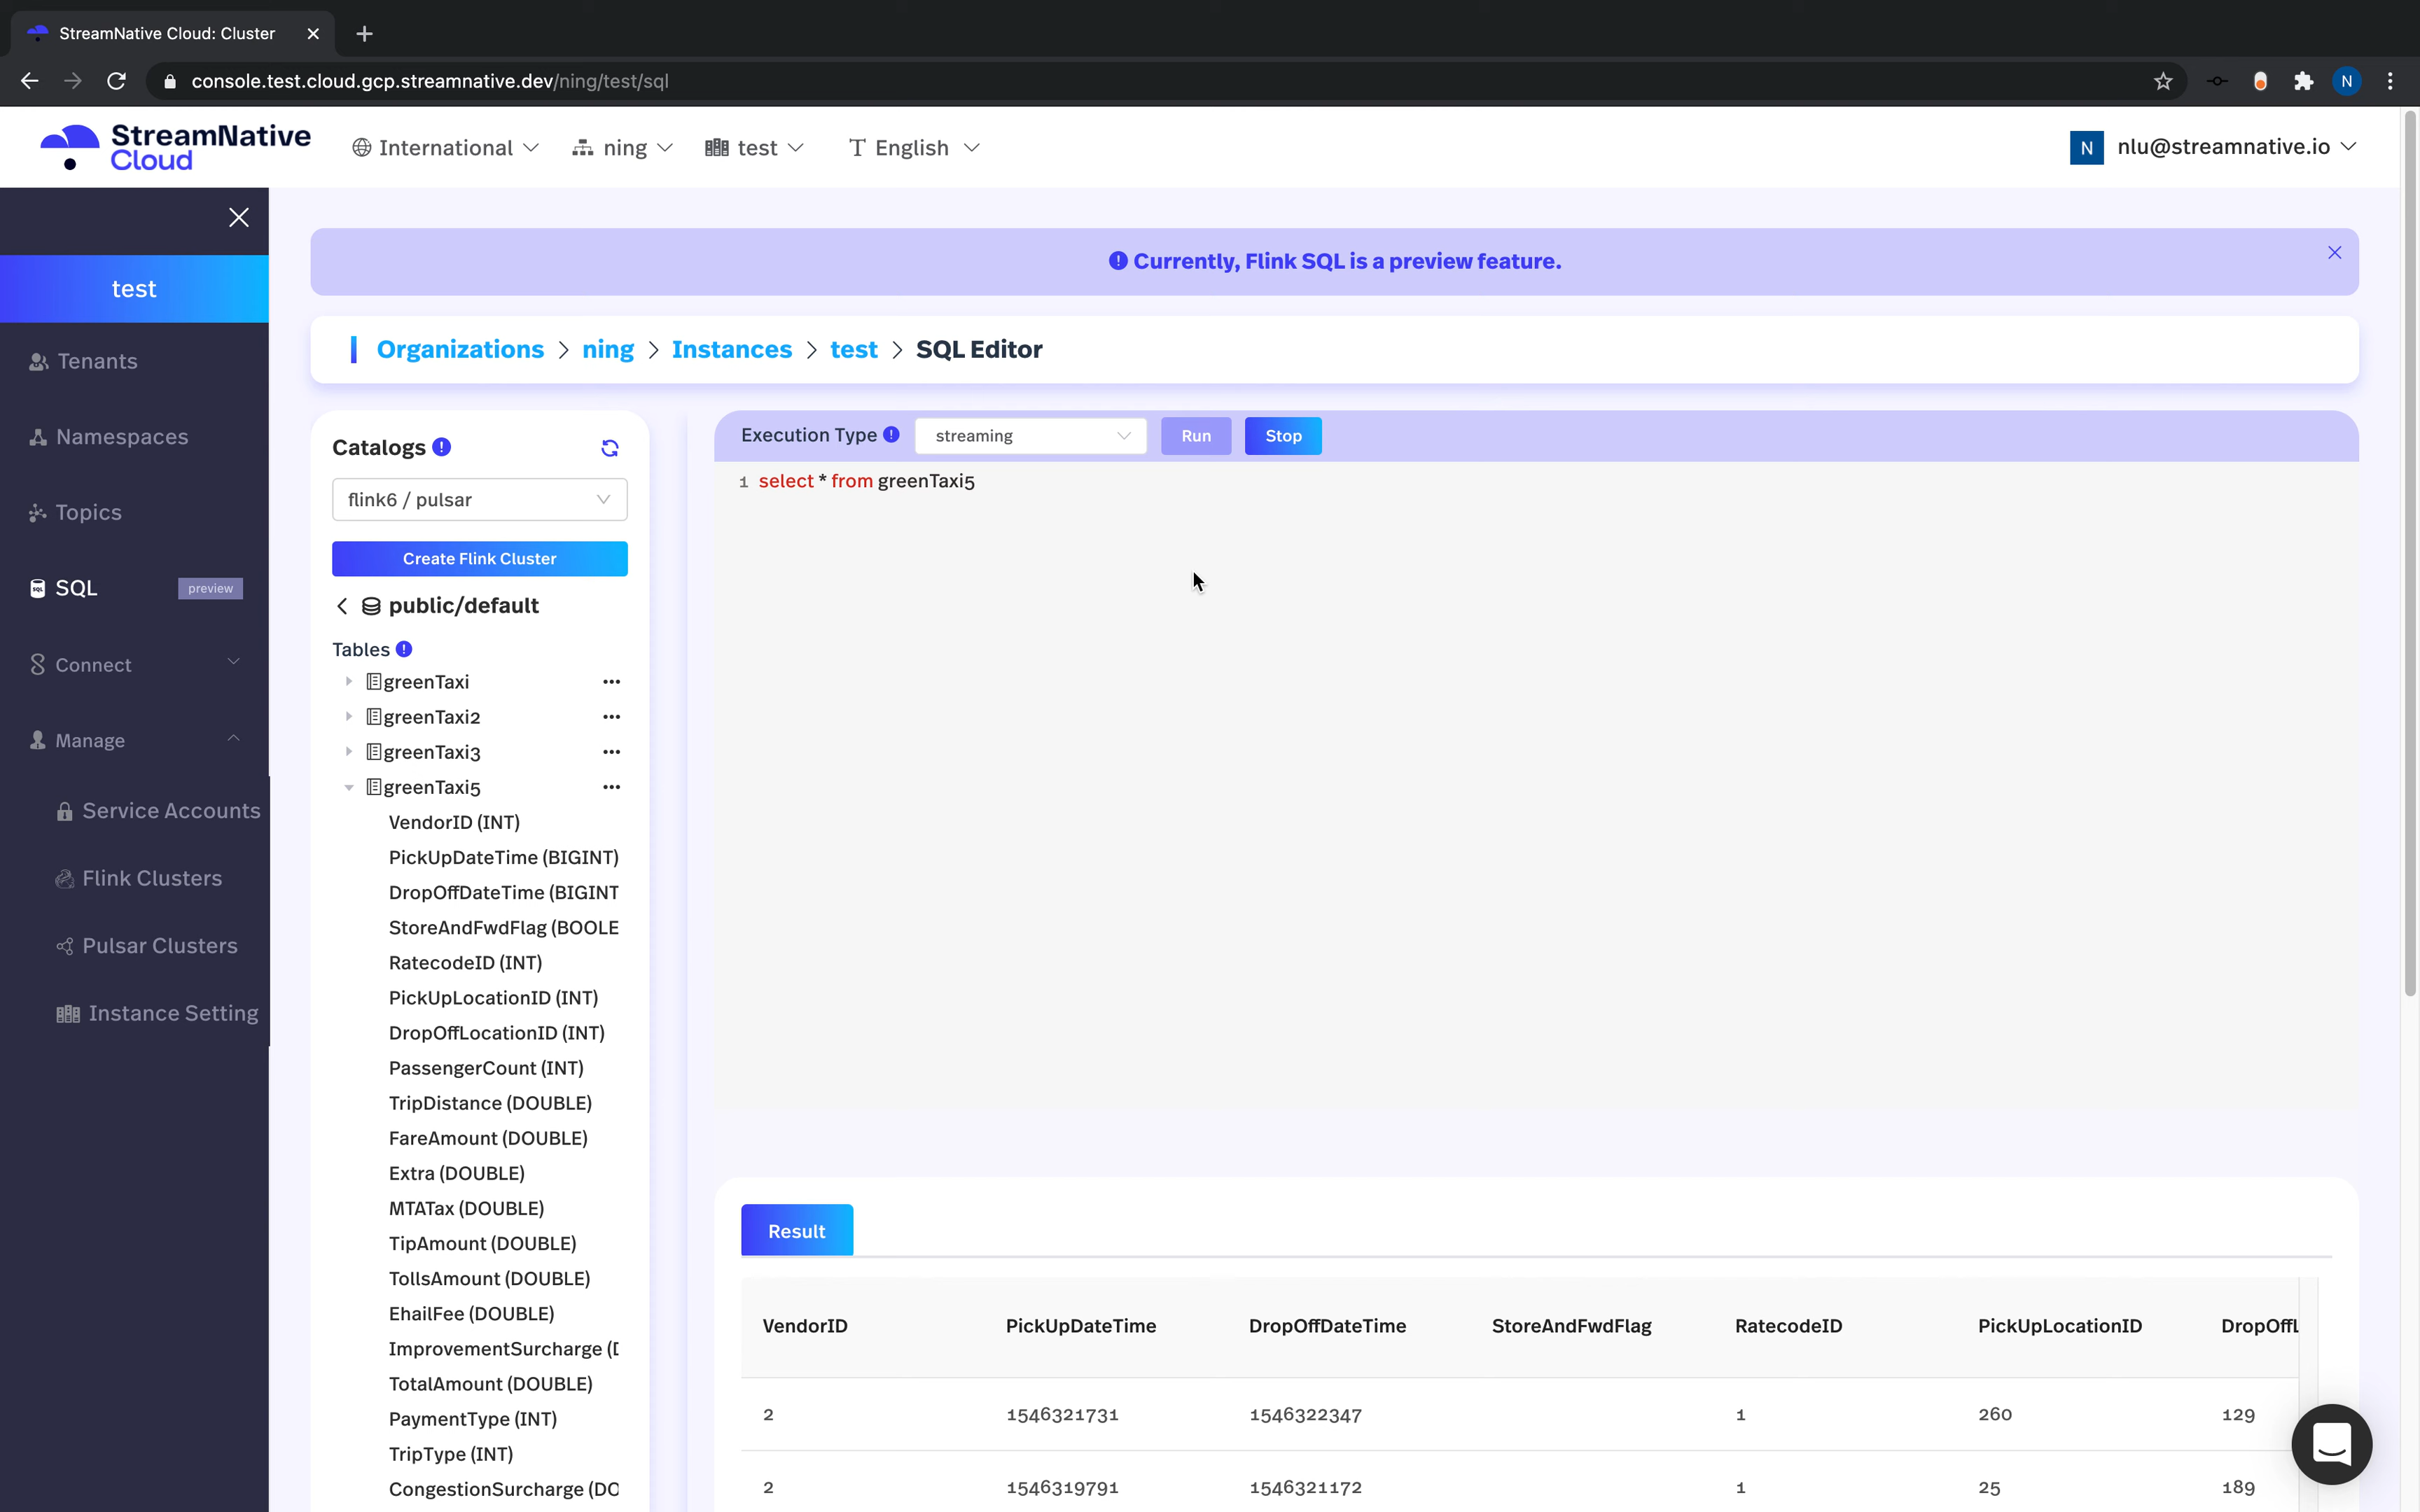 StreamNative Cloud: Cluster
console.test.cloud.gcp.streamnative.dev/ning/test/sql
N
StreamNative
Cloud
International
ning
test
English
N
nlu@streamnative.io
test
Tenants
Namespaces
Topics
SQL
preview
Connect
Manage
Service Accounts
Flink Clusters
Pulsar Clusters
Instance Setting
Currently, Flink SQL is a preview feature.
Organizations > ning > Instances > test > SQL Editor
Catalogs
flink6 / pulsar
Create Flink Cluster
public/default
Tables
greenTaxi
greenTaxi2
greenTaxi3
greenTaxi5
VendorID (INT)
PickUpDateTime (BIGINT)
DropOffDateTime (BIGINT
StoreAndFwdFlag (BOOLE
RatecodeID (INT)
PickUpLocationID (INT)
DropOffLocationID (INT)
PassengerCount (INT)
TripDistance (DOUBLE)
FareAmount (DOUBLE)
Extra (DOUBLE)
MTATax (DOUBLE)
TipAmount (DOUBLE)
TollsAmount (DOUBLE)
EhailFee (DOUBLE)
ImprovementSurcharge (
TotalAmount (DOUBLE)
PaymentType (INT)
TripType (INT)
CongestionSurcharge (DO
Execution Type streaming Run Stop
1 select * from greenTaxi5
Result
VendorID PickUpDateTime DropOffDateTime StoreAndFwdFlag RatecodeID PickUpLocationID DropOffL
2 1546321731 1546322347 1 260 129
2 1546319791 1546321172 1 25 189